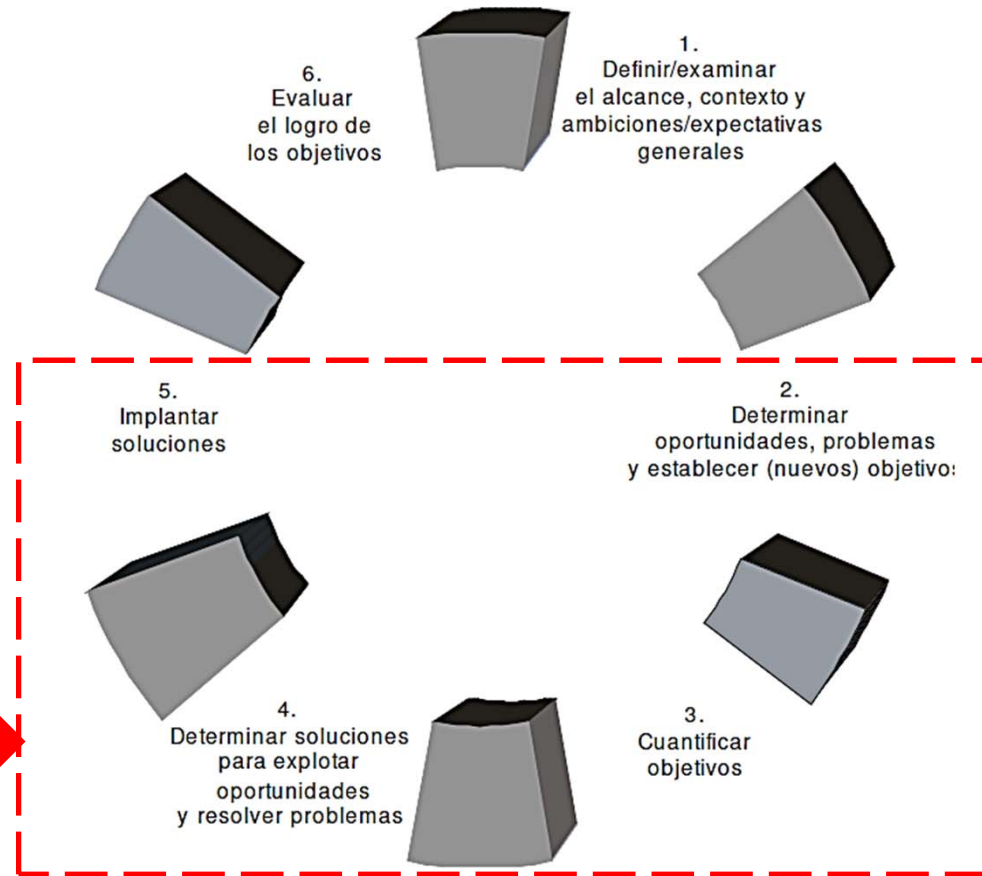 1.
Definir/examinar
el alcance, contexto y
ambiciones/expectativas
generales
2.
Determinar
oportunidades, problemas
y establecer (nuevos) objetivos
3.
Cuantificar
objetivos
4.
Determinar soluciones
para explotar
oportunidades
y resolver problemas
5.
Implantar
soluciones
6.
Evaluar
el logro de
los objetivos